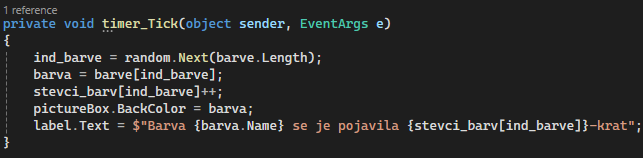 1 reference
private void timer_Tick(object sender, EventArgs e)
{
    ind_barve = random.Next(barve.Length);
    barva = barve[ind_barve];
    stevci_barv[ind_barve]++;
    pictureBox.BackColor = barva;
    label.Text = $"Barva {barva.Name} se je pojavila {stevci_barv[ind_barve]}-krat";
}